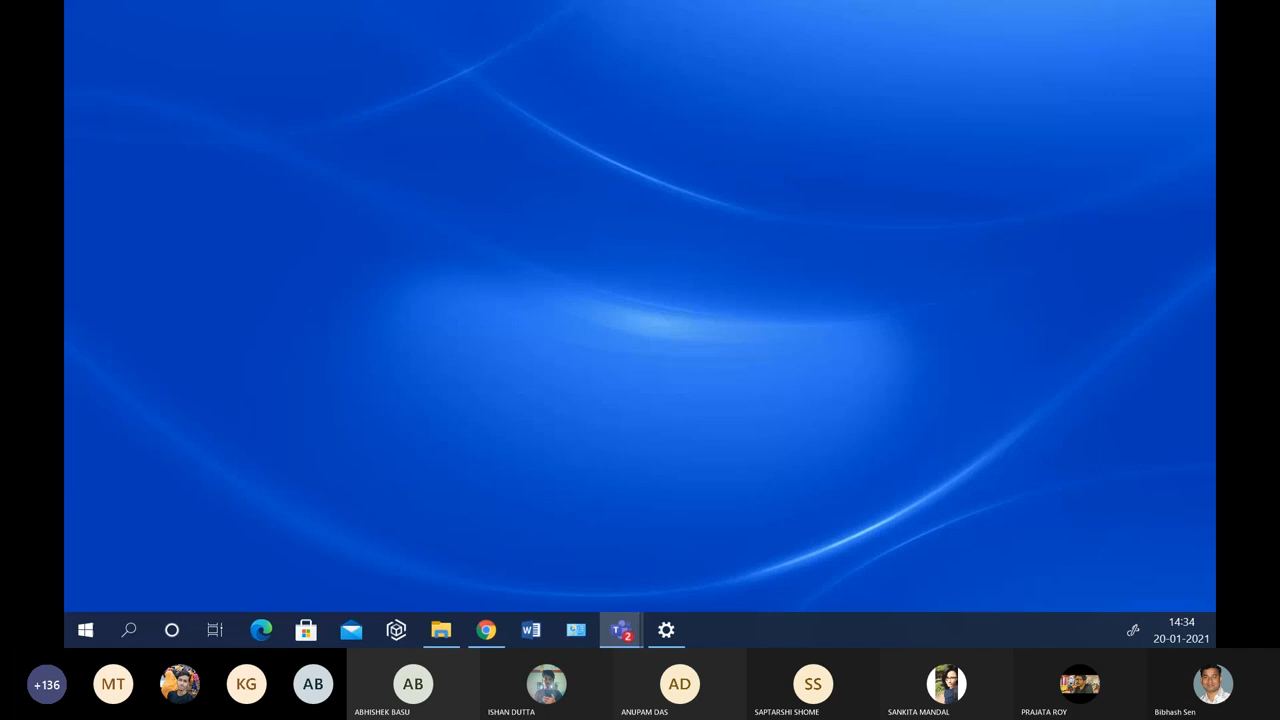 2
14:34
20-01-2021
+136
MT
KG
AB
AB
ABHISHEK BASU
ISHAN DUTTA
AD
ANUPAM DAS
SS
SAPTARSHI SHOME
SANKITA MANDAL
PRAJATA ROY
Bibhash Sen